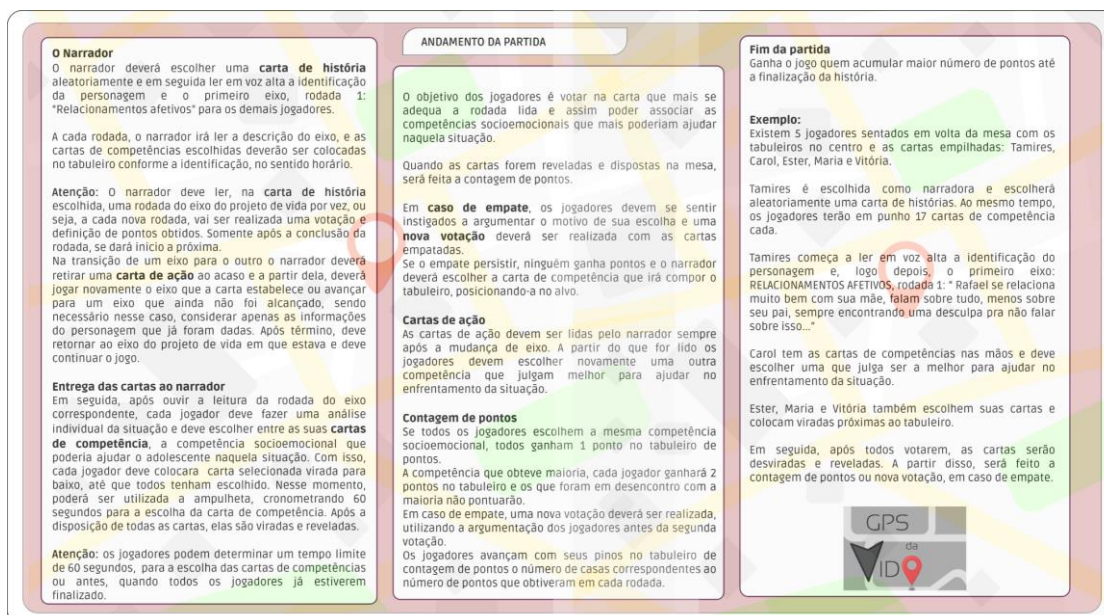 O Narrador
O narrador deverá escolher uma carta de história
aleatoriamente e em seguida ler em voz alta a identificação
da personagem e o primeiro eixo, rodada 1:
"Relacionamentos afetivos" para os demais jogadores.
A cada rodada, o narrador irá ler a descrição do eixo, e as
cartas de competências escolhidas deverão ser colocadas
no tabuleiro conforme a identificação, no sentido horário.
Atenção: O narrador deve ler, na carta de história
escolhida, uma rodada do eixo do projeto de vida por vez, ou
seja, a cada nova rodada, vai ser realizada uma votação e
definição de pontos obtidos. Somente após a conclusão da
rodada, se dará inicio a próxima.
Na transição de um eixo para o outro o narrador deverá
retirar uma carta de ação ao acaso e a partir dela, deverá
jogar novamente o eixo que a carta estabelece ou avançar
para um eixo que ainda não foi alcançado, sendo
necessário nesse caso, considerar apenas as informações
do personagem que já foram dadas. Após término, deve
retornar ao eixo do projeto de vida em que estava e deve
continuar o jogo.
Entrega das cartas ao narrador
Em seguida, após ouvir a leitura da rodada do eixo
correspondente, cada jogador deve fazer uma análise
individual da situação e deve escolher entre as suas cartas
de competência, a competência socioemocional que
poderia ajudar o adolescente naquela situação. Com isso,
cada jogador deve colocara carta selecionada virada para
baixo, até que todos tenham escolhido. Nesse momento,
poderá ser utilizada a ampulheta, cronometrando 60
segundos para a escolha da carta de competência. Após a
disposição de todas as cartas, elas são viradas e reveladas.
Atenção: os jogadores podem determinar um tempo limite
de 60 segundos, para a escolha das cartas de competências
ou antes, quando todos os jogadores já estiverem
finalizado.
ANDAMENTO DA PARTIDA
O objetivo dos jogadores é votar na carta que mais se
adequa a rodada lida e assim poder associar as
competências socioemocionais que mais poderiam ajudar
naquela situação.
Quando as cartas forem reveladas e dispostas na mesa,
será feita a contagem de pontos.
Em caso de empate, os jogadores devem se sentir
instigados a argumentar o motivo de sua escolha e uma
nova votação deverá ser realizada com as cartas
empatadas.
Se o empate persistir, ninguém ganha pontos e o narrador
deverá escolher a carta de competência que irá compor o
tabuleiro, posicionando-a no alvo.
Cartas de ação
As cartas de ação devem ser lidas pelo narrador sempre
após a mudança de eixo. A partir do que for lido os
jogadores devem escolher novamente uma outra
competência que julgam melhor para ajudar no
enfrentamento da situação.
Contagem de pontos
Se todos os jogadores escolhem a mesma competência
socioemocional, todos ganham 1 ponto no tabuleiro de
pontos.
A competência que obteve maioria, cada jogador ganhará 2
pontos no tabuleiro e os que foram em desencontro com a
maioria não pontuarão.
Em caso de empate, uma nova votação deverá ser realizada,
utilizando a argumentação dos jogadores antes da segunda
votação.
Os jogadores avançam com seus pinos no tabuleiro de
contagem de pontos o número de casas correspondentes ao
número de pontos que obtiveram em cada rodada.
Fim da partida
Ganha o jogo quem acumular maior número de pontos até
a finalização da história.
Exemplo:
Existem 5 jogadores sentados em volta da mesa com os
tabuleiros no centro e as cartas empilhadas: Tamires,
Carol, Ester, Maria e Vitória.
Tamires é escolhida como narradora e escolherá
aleatoriamente uma carta de histórias. Ao mesmo tempo,
os jogadores terão em punho 17 cartas de competência
cada.
Tamires começa a ler em voz alta a identificação do
personagem e, logo depois, o primeiro eixo:
RELACIONAMENTOS AFETIVOS, rodada 1: " Rafael se relaciona
muito bem com sua mãe, falam sobre tudo, menos sobre
seu pai, sempre encontrando uma desculpa pra não falar
sobre isso..."
Carol tem as cartas de competências nas mãos e deve
escolher uma que julga ser a melhor para ajudar no
enfrentamento da situação.
Ester, Maria e Vitória também escolhem suas cartas e
colocam viradas próximas ao tabuleiro.
Em seguida, após todos votarem, as cartas serão
desviradas e reveladas. A partir disso, será feito a
contagem de pontos ou nova votação, em caso de empate.
GPS
da
VID